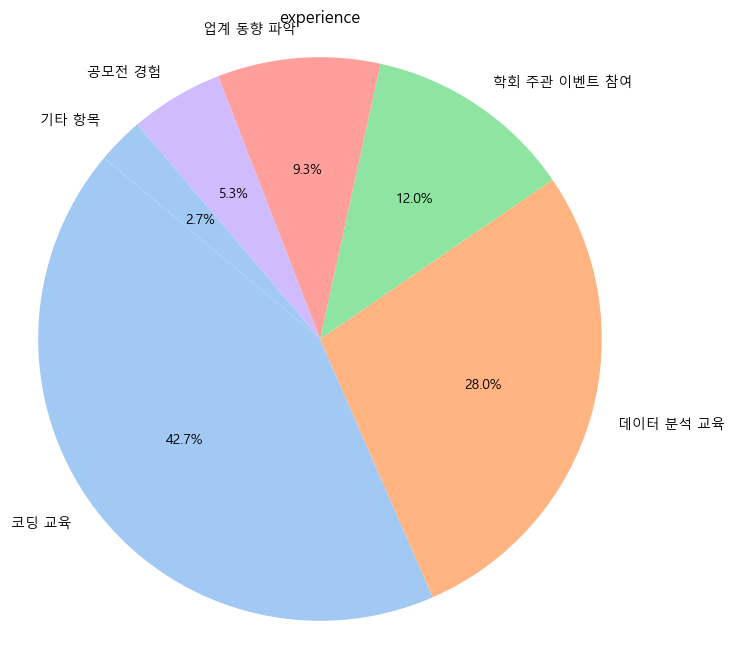 experience
업계 동향 파악
공모전 경험
학회 주관 이벤트 참여
기타 항목
9.3%
5.3%
12.0%
2.7%
28.0%
데이터 분석 교육
42.7%
코딩 교육